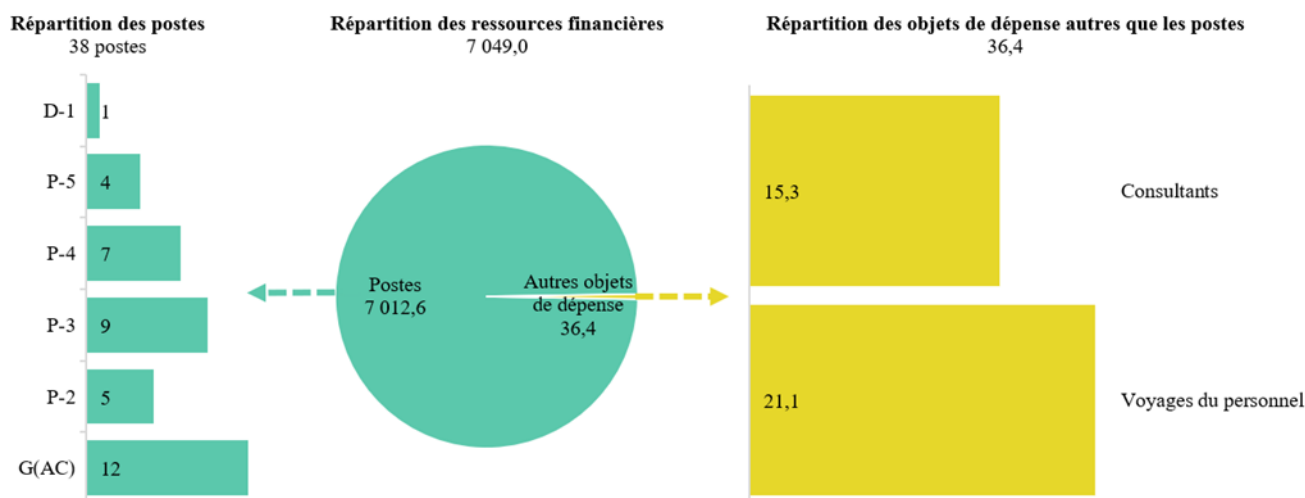 Répartition des postes
38 postes
D-1
1
P-5
4
P-4
7
P-3
9
P-2
5
G(AC)
12
Répartition des ressources financières
7 049,0
Postes
7 012,6
Autres objets
de dépense
36,4
Répartition des objets de dépense autres que les postes
36,4
15,3
Consultants
21,1
Voyages du personnel